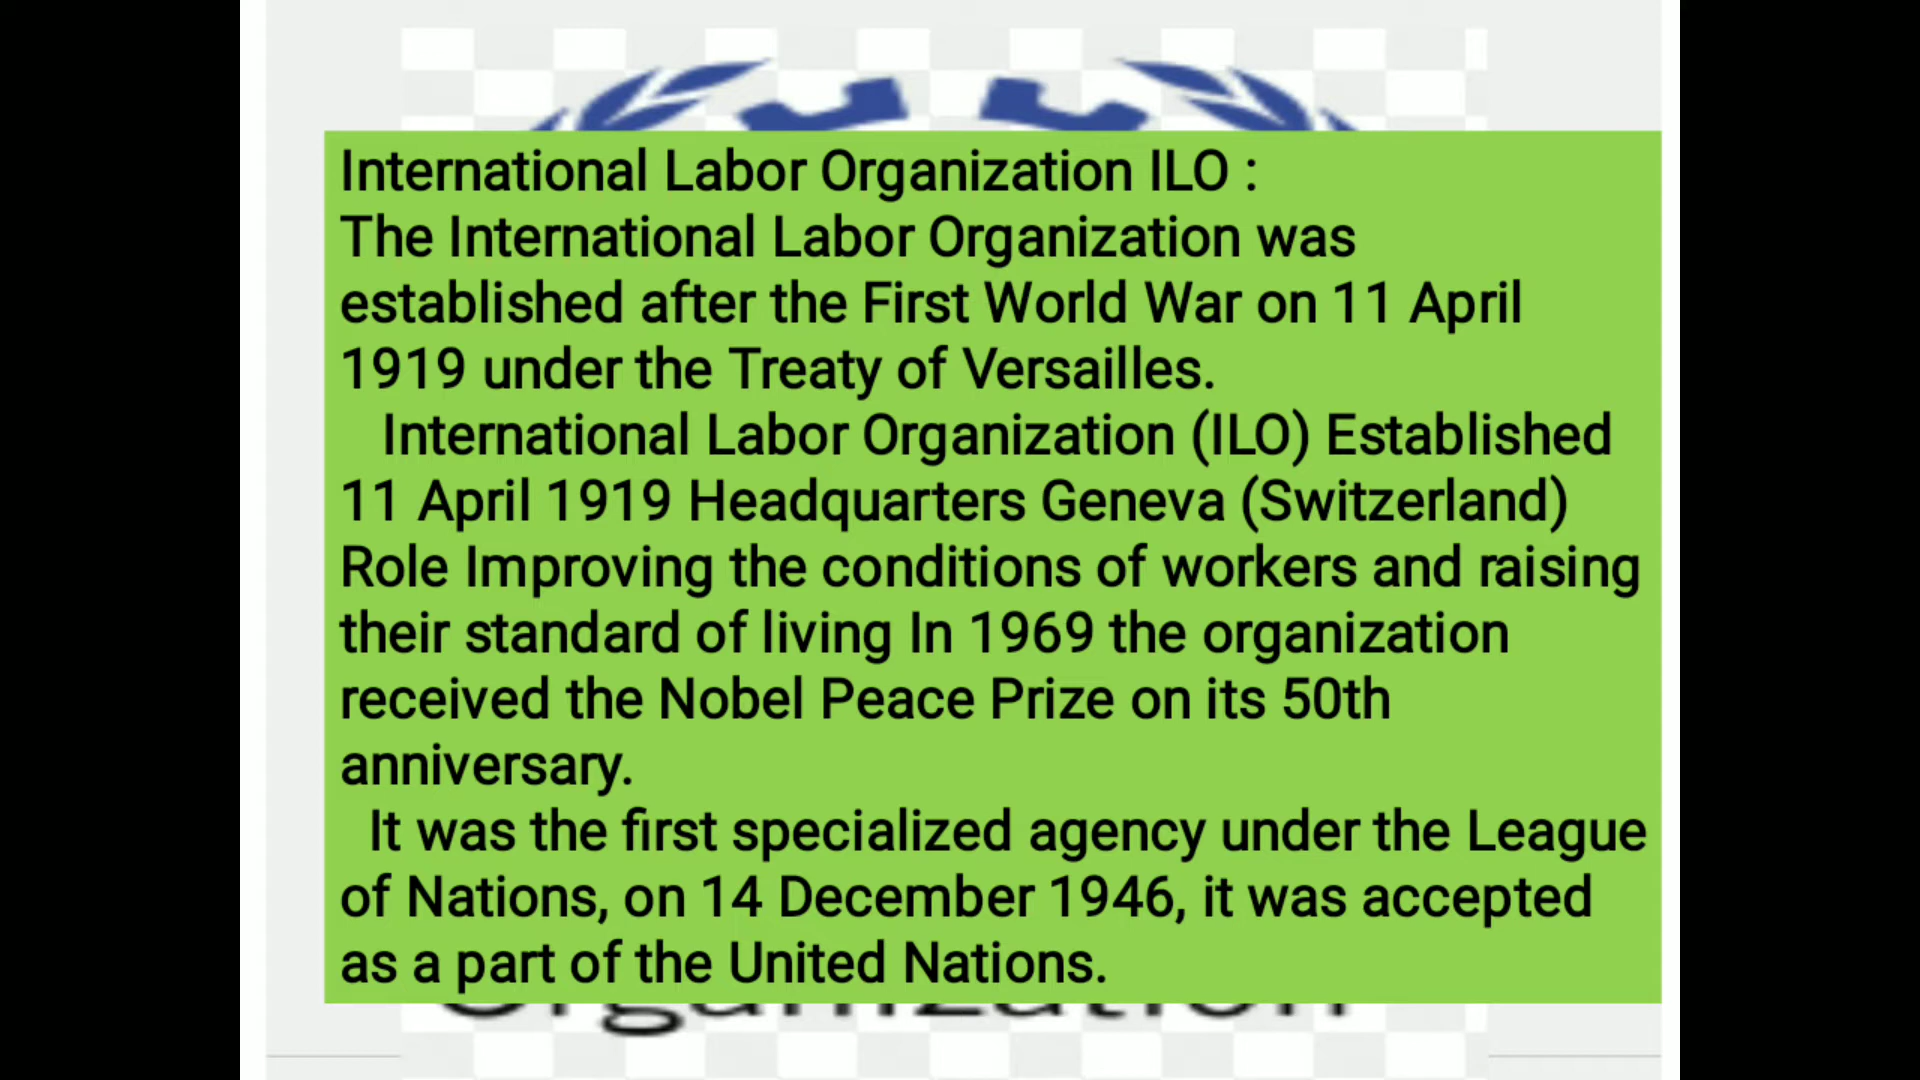 International Labor Organization ILO :
The International Labor Organization was
established after the First World War on 11 April
1919 under the Treaty of Versailles.
International Labor Organization (ILO) Established
11 April 1919 Headquarters Geneva (Switzerland)
Role Improving the conditions of workers and raising
their standard of living In 1969 the organization
received the Nobel Peace Prize on its 50th
anniversary.
It was the first specialized agency under the League
of Nations, on 14 December 1946, it was accepted
as a part of the United Nations.
Organization